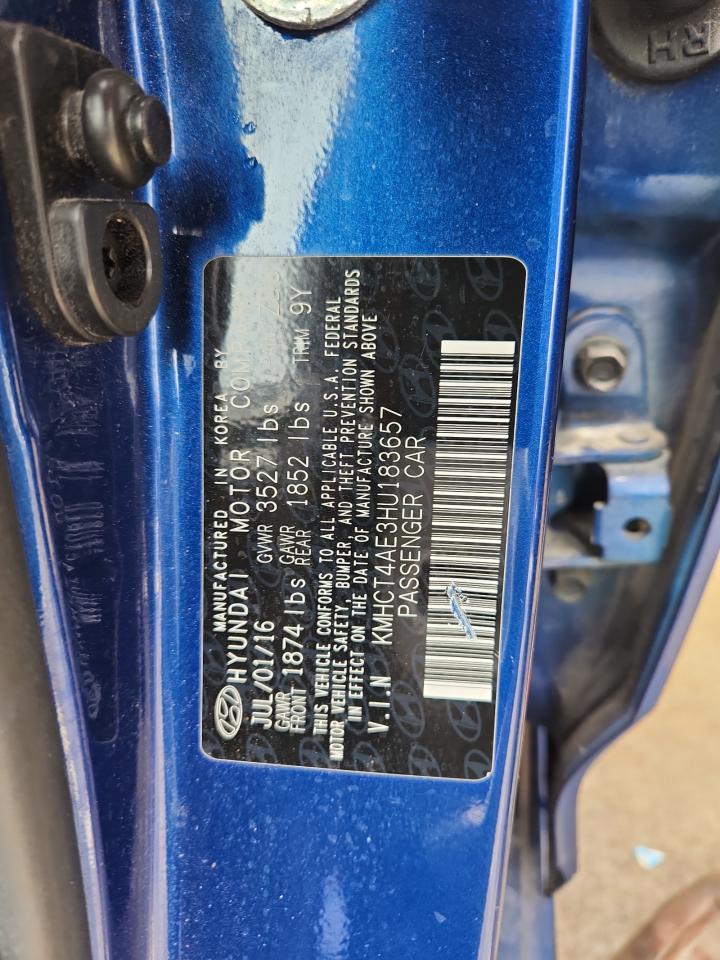 MANUFACTURED IN KOREA BY
HYUNDAI MOTOR
JUL/01/16 GVWR 3527 lbs
GAWR FRONT 1874 lbs GAWR REAR 1852 lbs TRIM 9Y
THIS VEHICLE CONFORMS TO ALL APPLICABLE U.S.A. FEDERAL
MOTOR VEHICLE SAFETY, BUMPER, AND THEFT PREVENTION STANDARDS
IN EFFECT ON THE DATE OF MANUFACTURE SHOWN ABOVE
V.I.N KMHCT4AE3HU183657
PASSENGER CAR
RH